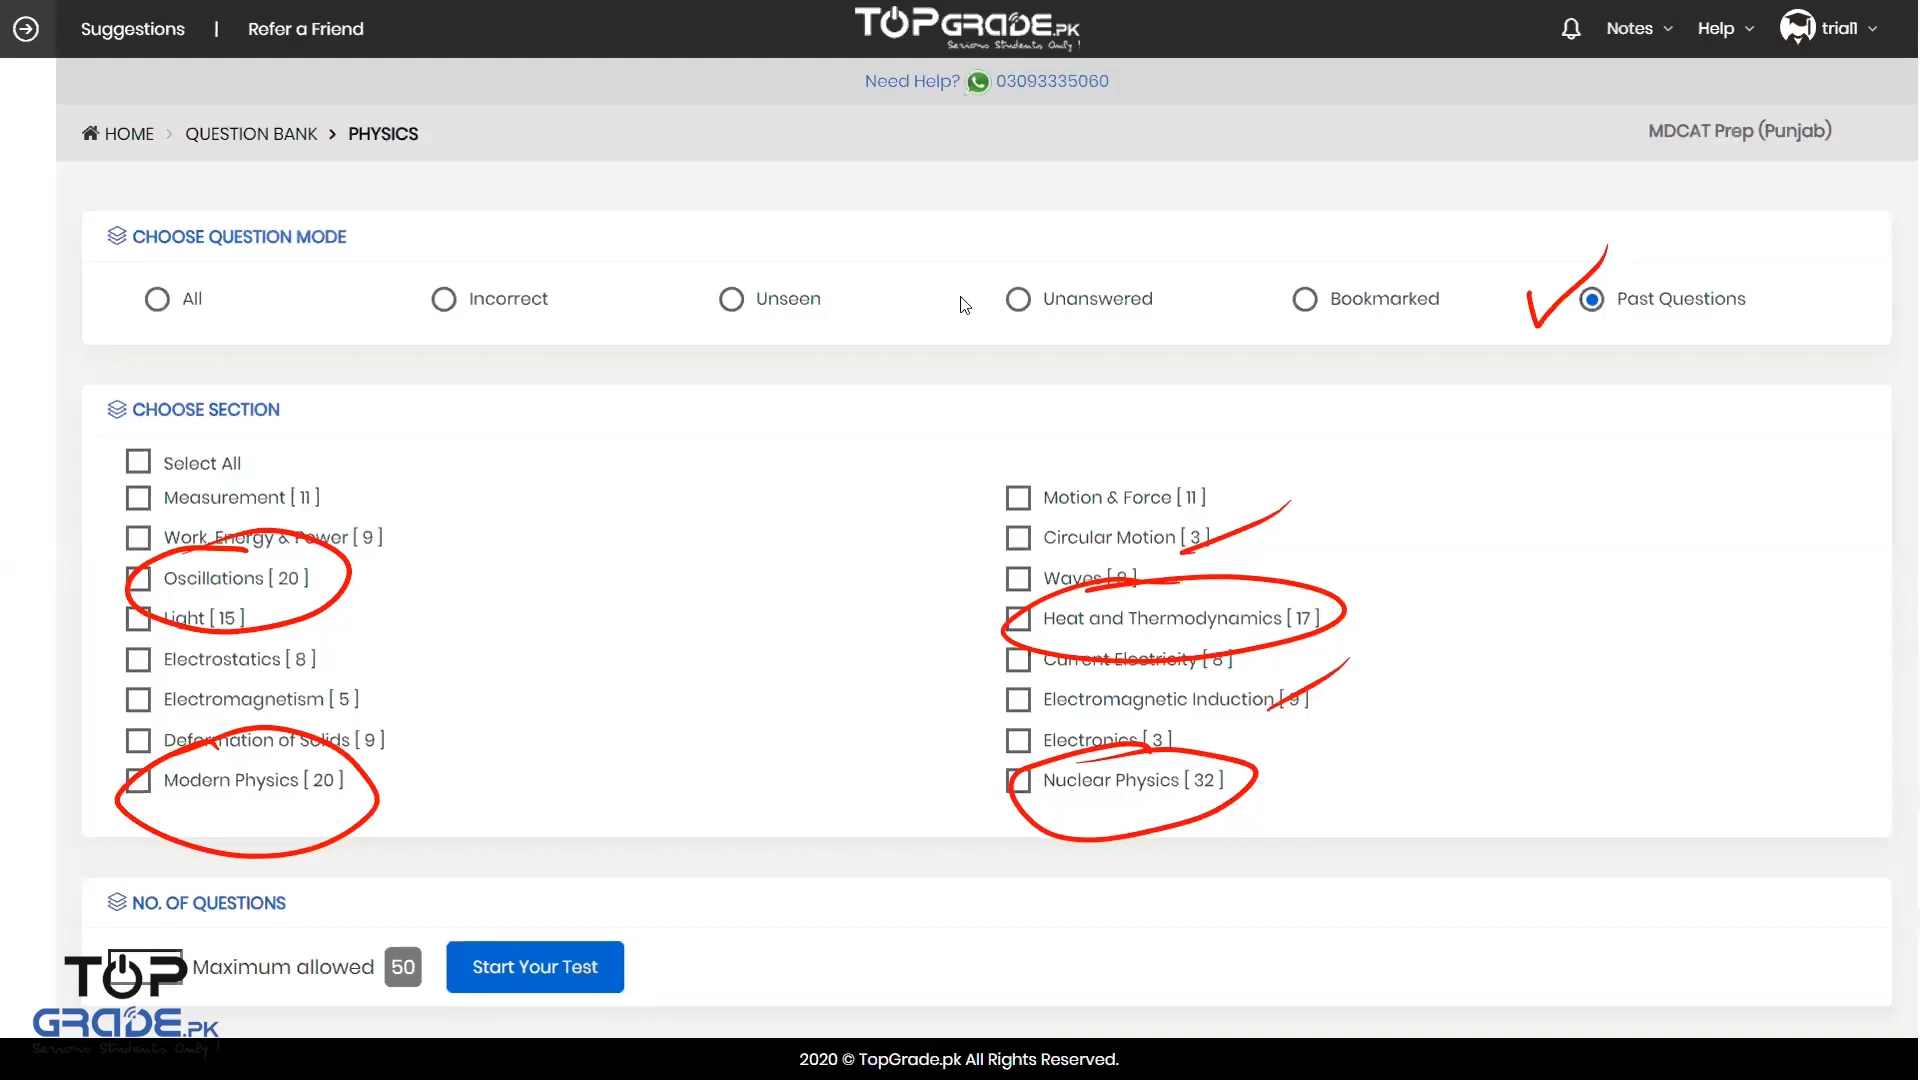 Suggestions | Refer a Friend
TOPGRADE.PK
Serious Students Only !
Notes Help trial1
Need Help? 03093335060
HOME > QUESTION BANK > PHYSICS
MDCAT Prep (Punjab)
CHOOSE QUESTION MODE
All Incorrect Unseen Unanswered Bookmarked Past Questions
CHOOSE SECTION
Select All
Measurement [ 11 ] Motion & Force [ 11 ]
Work, Energy & Power [ 9 ] Circular Motion [ 3 ]
Oscillations [ 20 ] Waves [ 8 ]
Light [ 15 ] Heat and Thermodynamics [ 17 ]
Electrostatics [ 8 ] Current Electricity [ 8 ]
Electromagnetism [ 5 ] Electromagnetic Induction [ 9 ]
Deformation of Solids [ 9 ] Electronics [ 3 ]
Modern Physics [ 20 ] Nuclear Physics [ 32 ]
NO. OF QUESTIONS
Maximum allowed 50 Start Your Test
TOP
GRADE.PK
Serious Students Only !
2020 © TopGrade.pk All Rights Reserved.